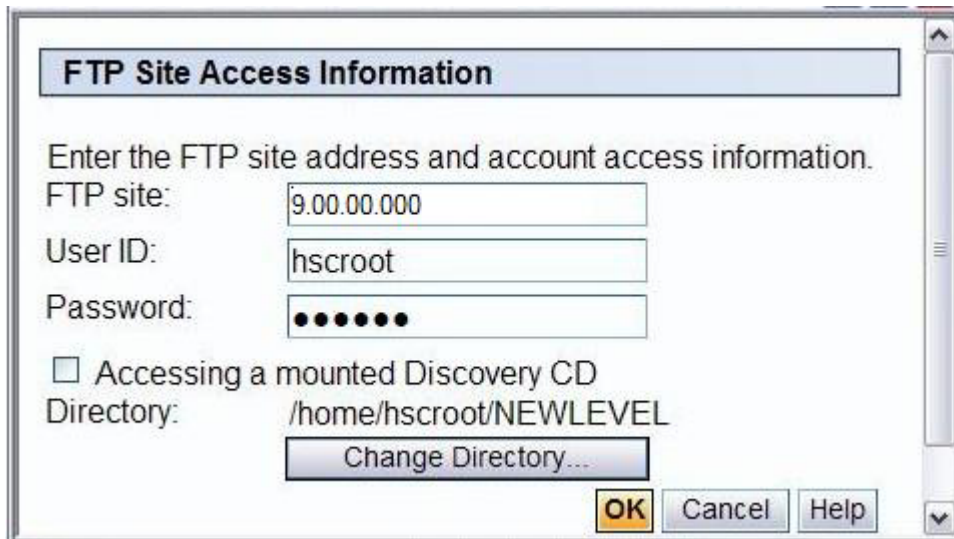 FTP Site Access Information
Enter the FTP site address and account access information.
FTP site: 9.00.00.000
User ID: hscroot
Password: ●●●●●●
Accessing a mounted Discovery CD
Directory: /home/hscroot/NEWLEVEL
Change Directory...
OK Cancel Help